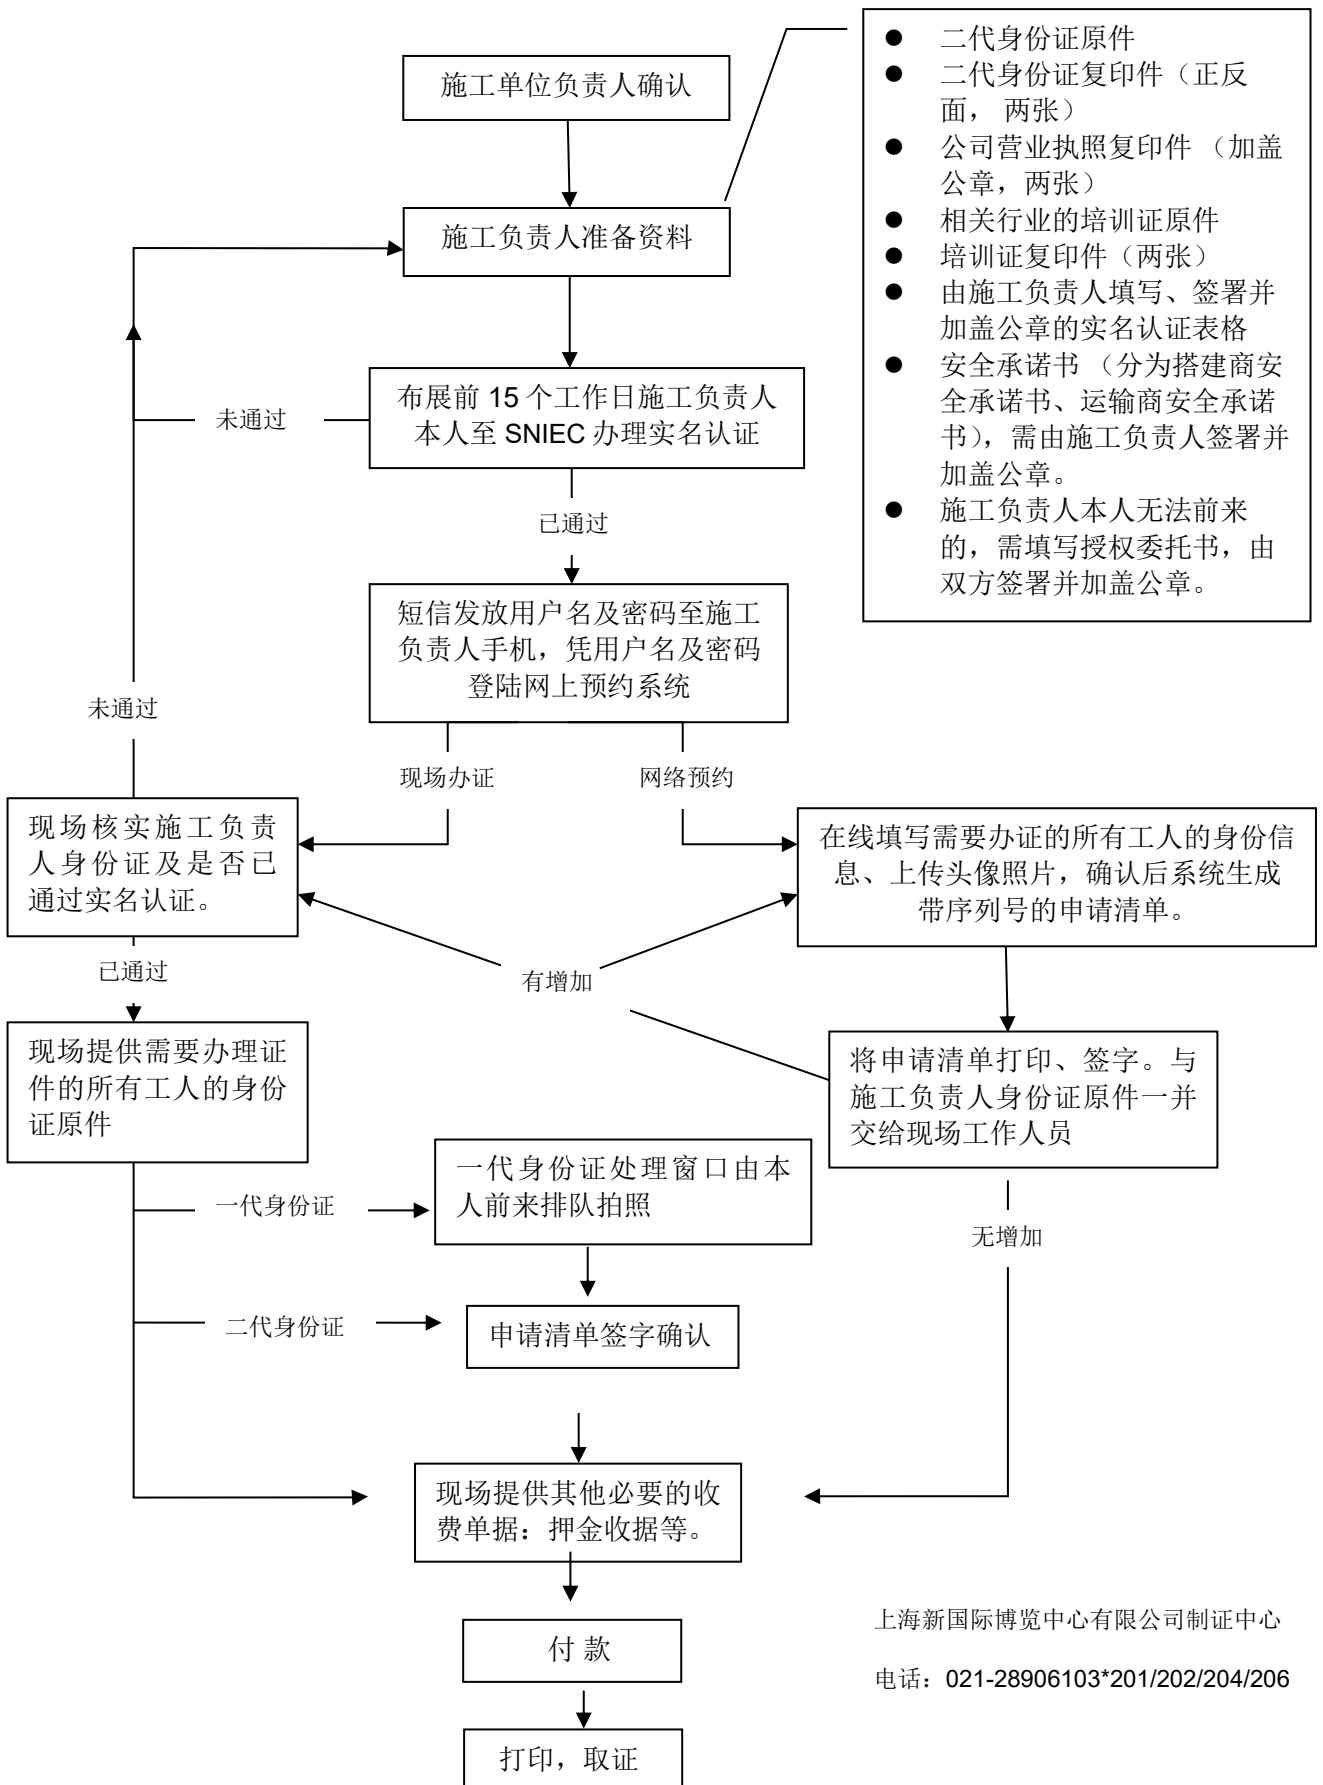 施工单位负责人确认
施工负责人准备资料
● 二代身份证原件
● 二代身份证复印件（正反
面， 两张）
● 公司营业执照复印件 （加盖
公章，两张）
● 相关行业的培训证原件
● 培训证复印件（两张）
● 由施工负责人填写、签署并
加盖公章的实名认证表格
● 安全承诺书 （分为搭建商安
全承诺书、运输商安全承诺
书），需由施工负责人签署并
加盖公章。
● 施工负责人本人无法前来
的，需填写授权委托书，由
双方签署并加盖公章。
布展前 15 个工作日施工负责人
本人至 SNIEC 办理实名认证
未通过
已通过
短信发放用户名及密码至施工
负责人手机，凭用户名及密码
登陆网上预约系统
未通过
现场办证
网络预约
现场核实施工负责
人身份证及是否已
通过实名认证。
在线填写需要办证的所有工人的身份信
息、上传头像照片，确认后系统生成
带序列号的申请清单。
已通过
有增加
现场提供需要办理证
件的所有工人的身份
证原件
将申请清单打印、签字。与
施工负责人身份证原件一并
交给现场工作人员
一代身份证
一代身份证处理窗口由本
人前来排队拍照
无增加
二代身份证
申请清单签字确认
现场提供其他必要的收
费单据：押金收据等。
付 款
打印，取证
上海新国际博览中心有限公司制证中心
电话：021-28906103*201/202/204/206